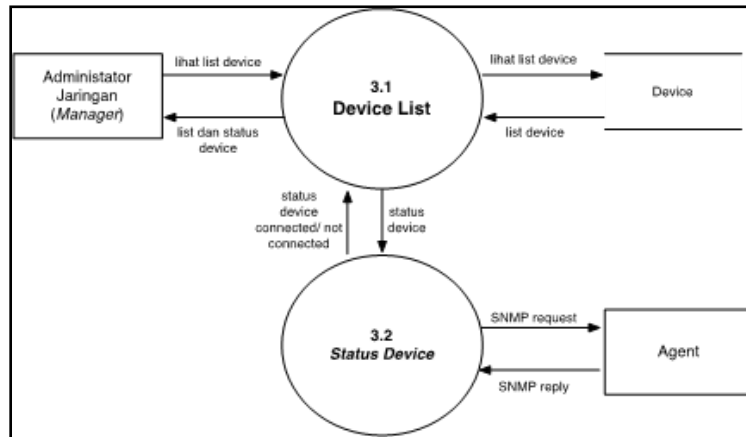 lihat list device
Administator
Jaringan
(Manager)
list dan status
device
3.1
Device List
lihat list device
Device
list device
status
device
connected/ not
connected
status
device
3.2
Status Device
SNMP request
Agent
SNMP reply